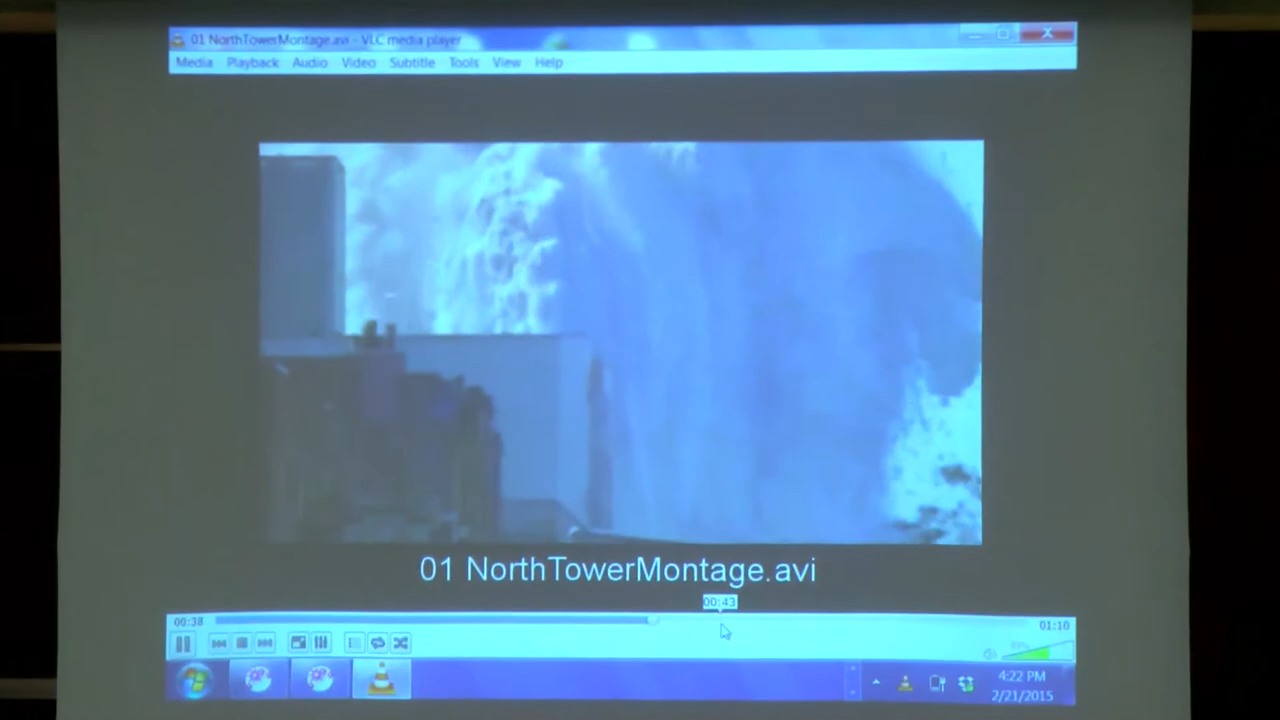 01 NorthTowerMontage.avi - VLC media player
Media Playback Audio Video Subtitle Tools View Help
01 NorthTowerMontage.avi
00:43
00:38
01:10
4:22 PM
2/21/2015